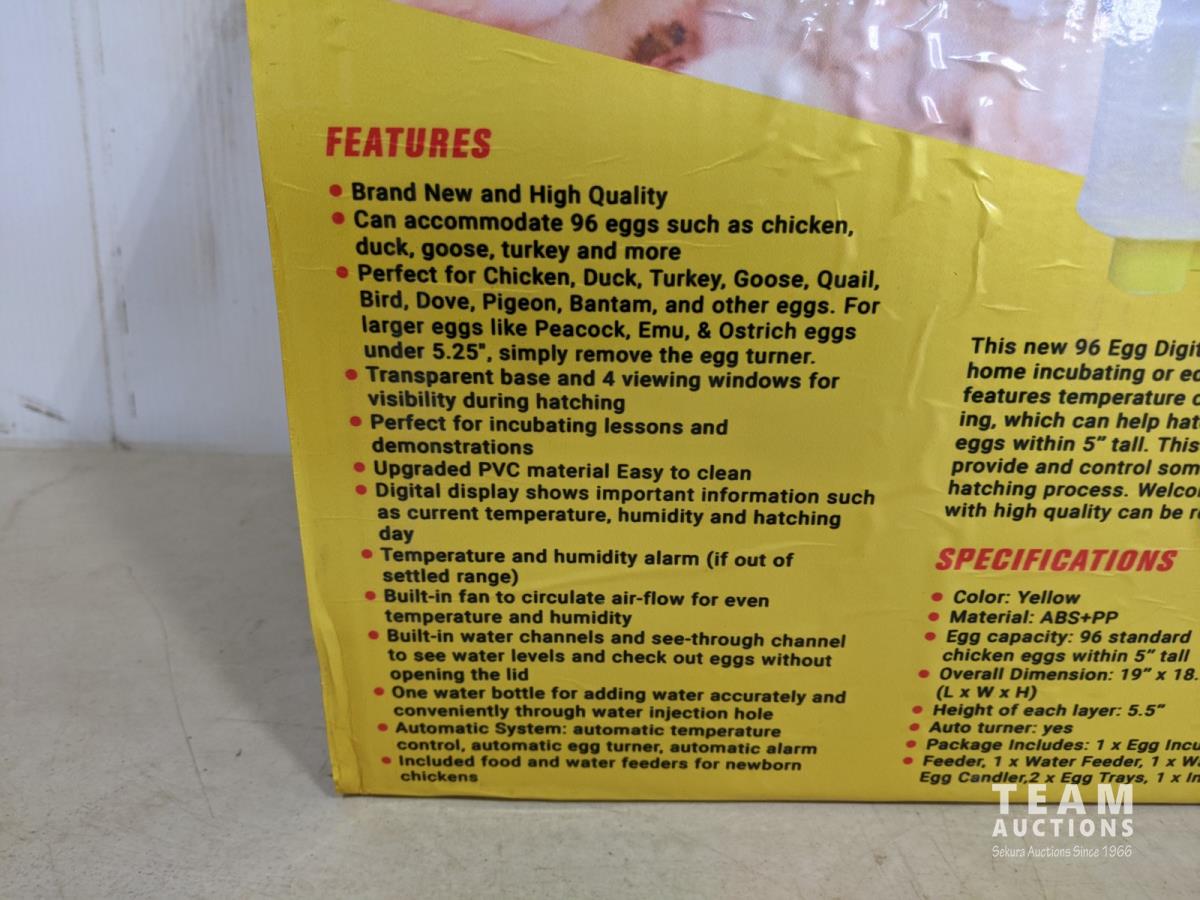 FEATURES
• Brand New and High Quality
• Can accommodate 96 eggs such as chicken,
duck, goose, turkey and more
• Perfect for Chicken, Duck, Turkey, Goose, Quail,
Bird, Dove, Pigeon, Bantam, and other eggs. For
larger eggs like Peacock, Emu, & Ostrich eggs
under 5.25", simply remove the egg turner.
• Transparent base and 4 viewing windows for
visibility during hatching
• Perfect for incubating lessons and
demonstrations
• Upgraded PVC material Easy to clean
• Digital display shows important information such
as current temperature, humidity and hatching
day
• Temperature and humidity alarm (if out of
settled range)
• Built-in fan to circulate air-flow for even
temperature and humidity
• Built-in water channels and see-through channel
to see water levels and check out eggs without
opening the lid
• One water bottle for adding water accurately and
conveniently through water injection hole
• Automatic System: automatic temperature
control, automatic egg turner, automatic alarm
• Included food and water feeders for newborn
chickens
This new 96 Egg Digit
home incubating or
features temperature
ing, which can help
eggs within 5” tall. This
provide and control
hatching process.
with high quality can be
SPECIFICATIONS
• Color: Yellow
• Material: ABS+PP
• Egg capacity: 96 standard
chicken eggs within 5” tall
• Overall Dimension: 19” x 18.
(L x W x H)
• Height of each layer: 5.5”
• Auto turner: yes
• Package Includes: 1 x Egg
• Feeder, 1 x Water Feeder, 1 x
Egg Candler,2 x Egg Trays, 1 x
TEAM
AUCTIONS
Sekura Auctions Since 1966